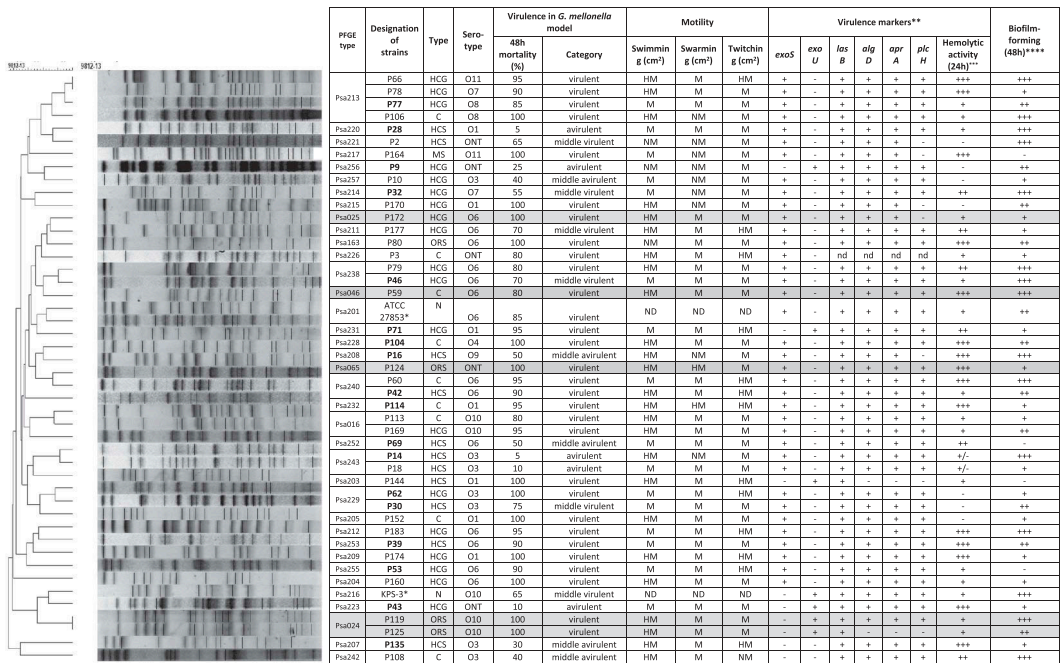 9813-13 9812-13
PFGE type | Designation of strains | Type | Sero-type | Virulence in G. mellonella model | Motility | Virulence markers** | Biofilm-forming (48h)****
48h mortality (%) | Category | Swimming (cm²) | Swarming (cm²) | Twitching (cm²) | exoS | exo U | las B | alg D | apr A | plc H | Hemolytic activity (24h)***
Psa213 | P66 | HCG | O11 | 95 | virulent | HM | M | HM | + | - | + | + | + | + | +++ | +++
P78 | HCG | O7 | 90 | virulent | HM | M | HM | + | - | + | + | + | + | +++ | +
P77 | HCG | O8 | 85 | virulent | M | M | HM | + | - | + | + | + | + | + | ++
P106 | C | O8 | 100 | virulent | HM | NM | M | + | - | + | + | + | + | + | +++
Psa220 | P28 | HCS | O1 | 5 | avirulent | M | M | M | + | - | + | + | + | + | + | +++
Psa221 | P2 | HCS | ONT | 65 | middle virulent | M | NM | M | + | - | + | + | + | - | - | +++
Psa217 | P164 | MS | O11 | 100 | virulent | M | NM | M | + | - | + | + | + | - | +++ | -
Psa256 | P9 | HCG | ONT | 25 | avirulent | NM | NM | M | - | + | + | + | + | + | - | ++
Psa257 | P10 | HCG | O3 | 40 | middle avirulent | M | NM | M | + | - | + | + | + | + | - | +
Psa214 | P32 | HCG | O7 | 55 | middle virulent | M | NM | M | + | - | + | + | + | + | ++ | +++
Psa215 | P170 | HCG | O1 | 100 | virulent | HM | NM | M | + | - | + | + | + | - | - | ++
Psa025 | P172 | HCG | O6 | 100 | virulent | HM | M | M | + | - | + | + | + | - | + | +
Psa211 | P177 | HCG | O6 | 70 | middle virulent | HM | M | HM | + | - | + | + | + | + | ++ | +
Psa163 | P80 | ORS | O6 | 100 | virulent | NM | M | M | + | - | + | + | + | + | +++ | ++
Psa226 | P3 | C | ONT | 80 | virulent | HM | M | HM | + | - | nd | nd | nd | nd | + | +
Psa238 | P79 | HCG | O6 | 80 | virulent | HM | M | M | + | - | + | + | + | + | ++ | +++
P46 | HCG | O6 | 70 | middle virulent | M | M | HM | + | - | + | + | + | + | + | +++
Psa046 | P59 | C | O6 | 80 | virulent | HM | M | M | + | - | + | + | + | + | +++ | +++
Psa201 | ATCC 27853* | N | O6 | 85 | virulent | ND | ND | ND | + | - | + | + | + | + | + | ++
Psa231 | P71 | HCG | O1 | 95 | virulent | M | M | HM | - | + | + | + | + | + | ++ | +
Psa228 | P104 | C | O4 | 100 | virulent | HM | M | M | + | - | + | + | + | + | +++ | ++
Psa208 | P16 | HCS | O9 | 50 | middle avirulent | HM | NM | M | + | - | + | + | + | - | +++ | +++
Psa065 | P124 | ORS | ONT | 100 | virulent | HM | HM | M | + | - | + | + | + | + | +++ | -
Psa240 | P60 | C | O6 | 95 | virulent | M | M | HM | + | - | + | + | + | + | +++ | +++
P42 | HCS | O6 | 90 | virulent | HM | M | HM | + | - | + | + | + | + | + | ++
Psa232 | P114 | C | O1 | 95 | virulent | HM | HM | HM | + | - | + | + | + | + | +++ | +
Psa016 | P113 | C | O10 | 80 | virulent | HM | M | M | + | - | + | + | + | + | + | +
P169 | HCG | O10 | 95 | virulent | HM | M | HM | + | - | + | + | + | + | + | ++
Psa252 | P69 | HCS | O6 | 50 | middle avirulent | M | M | M | + | - | + | + | + | + | ++ | -
Psa243 | P14 | HCS | O3 | 5 | avirulent | HM | NM | M | + | - | + | + | + | + | +/- | +++
P18 | HCS | O3 | 10 | avirulent | M | M | M | + | - | + | + | + | + | +/- | +
Psa203 | P144 | HCS | O1 | 100 | virulent | HM | M | HM | - | + | + | - | - | - | + | -
Psa229 | P62 | HCG | O3 | 100 | virulent | M | M | HM | + | - | + | + | + | + | - | +
P30 | HCS | O3 | 75 | middle virulent | M | M | HM | + | - | + | + | + | + | - | ++
Psa205 | P152 | C | O1 | 100 | virulent | HM | M | M | + | - | + | + | + | + | - | +
Psa212 | P183 | HCG | O6 | 95 | virulent | M | M | HM | + | - | + | + | + | + | +++ | +++
Psa253 | P39 | HCS | O6 | 90 | virulent | M | M | M | + | - | + | + | + | + | +++ | ++
Psa209 | P174 | HCG | O1 | 100 | virulent | HM | M | HM | + | - | + | + | + | + | +++ | +
Psa255 | P53 | HCG | O6 | 90 | virulent | M | M | HM | + | - | + | + | + | + | + | -
Psa204 | P160 | HCG | O6 | 100 | virulent | HM | M | M | + | - | + | + | + | + | + | +
Psa216 | KPS-3* | N | O10 | 65 | middle virulent | ND | ND | ND | - | + | + | + | + | + | + | +++
Psa223 | P43 | HCG | ONT | 10 | avirulent | M | M | M | - | + | + | + | + | + | +++ | +
Psa024 | P119 | ORS | O10 | 100 | virulent | HM | M | HM | - | + | + | + | + | + | + | +++
P125 | ORS | O10 | 100 | virulent | HM | M | HM | - | + | + | - | - | - | + | ++
Psa207 | P135 | HCS | O3 | 30 | middle avirulent | HM | M | HM | - | + | + | + | + | + | +++ | +
Psa242 | P108 | C | O3 | 40 | middle avirulent | HM | M | NM | - | + | + | + | + | + | ++ | +++